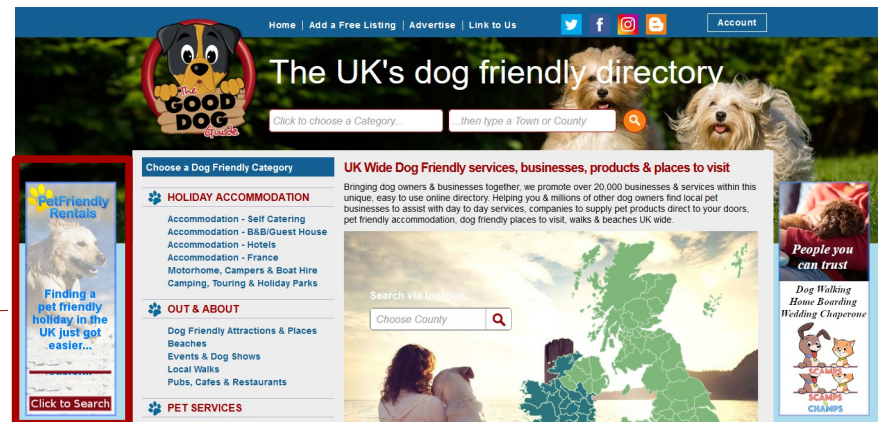 Home | Add a Free Listing | Advertise | Link to Us
Account
The
GOOD
DOG
Guide
The UK's dog friendly directory
Click to choose a Category...
...then type a Town or County
PetFriendly
Rentals
Finding a
pet friendly
holiday in the
UK just got
easier...
Click to Search
Choose a Dog Friendly Category
HOLIDAY ACCOMMODATION
Accommodation - Self Catering
Accommodation - B&B/Guest House
Accommodation - Hotels
Accommodation - France
Motorhome, Campers & Boat Hire
Camping, Touring & Holiday Parks
OUT & ABOUT
Dog Friendly Attractions & Places
Beaches
Events & Dog Shows
Local Walks
Pubs, Cafes & Restaurants
PET SERVICES
UK Wide Dog Friendly services, businesses, products & places to visit
Bringing dog owners & businesses together, we promote over 20,000 businesses & services within this
unique, easy to use online directory. Helping you & millions of other dog owners find local pet
businesses to assist with day to day services, companies to supply pet products direct to your doors,
pet friendly accommodation, dog friendly places to visit, walks & beaches UK wide.
Search via location...
Choose County
People you
can trust
Dog Walking
Home Boarding
Wedding Chaperone
SCAMPS
SCAMPS
CHAMPS